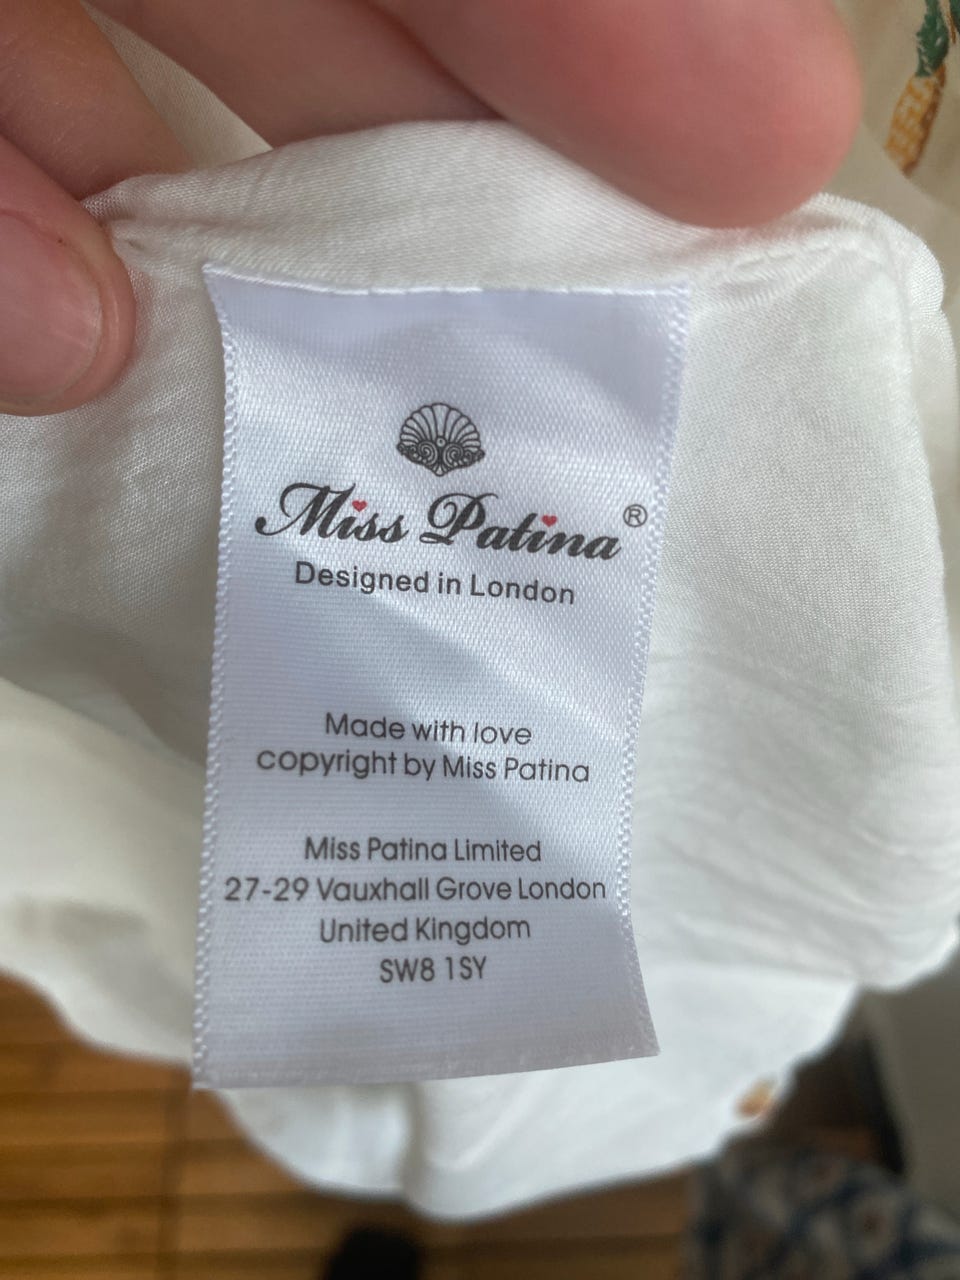 Miss Patina®
Designed in London
Made with love
copyright by Miss Patina
Miss Patina Limited
27-29 Vauxhall Grove London
United Kingdom
SW8 1SY